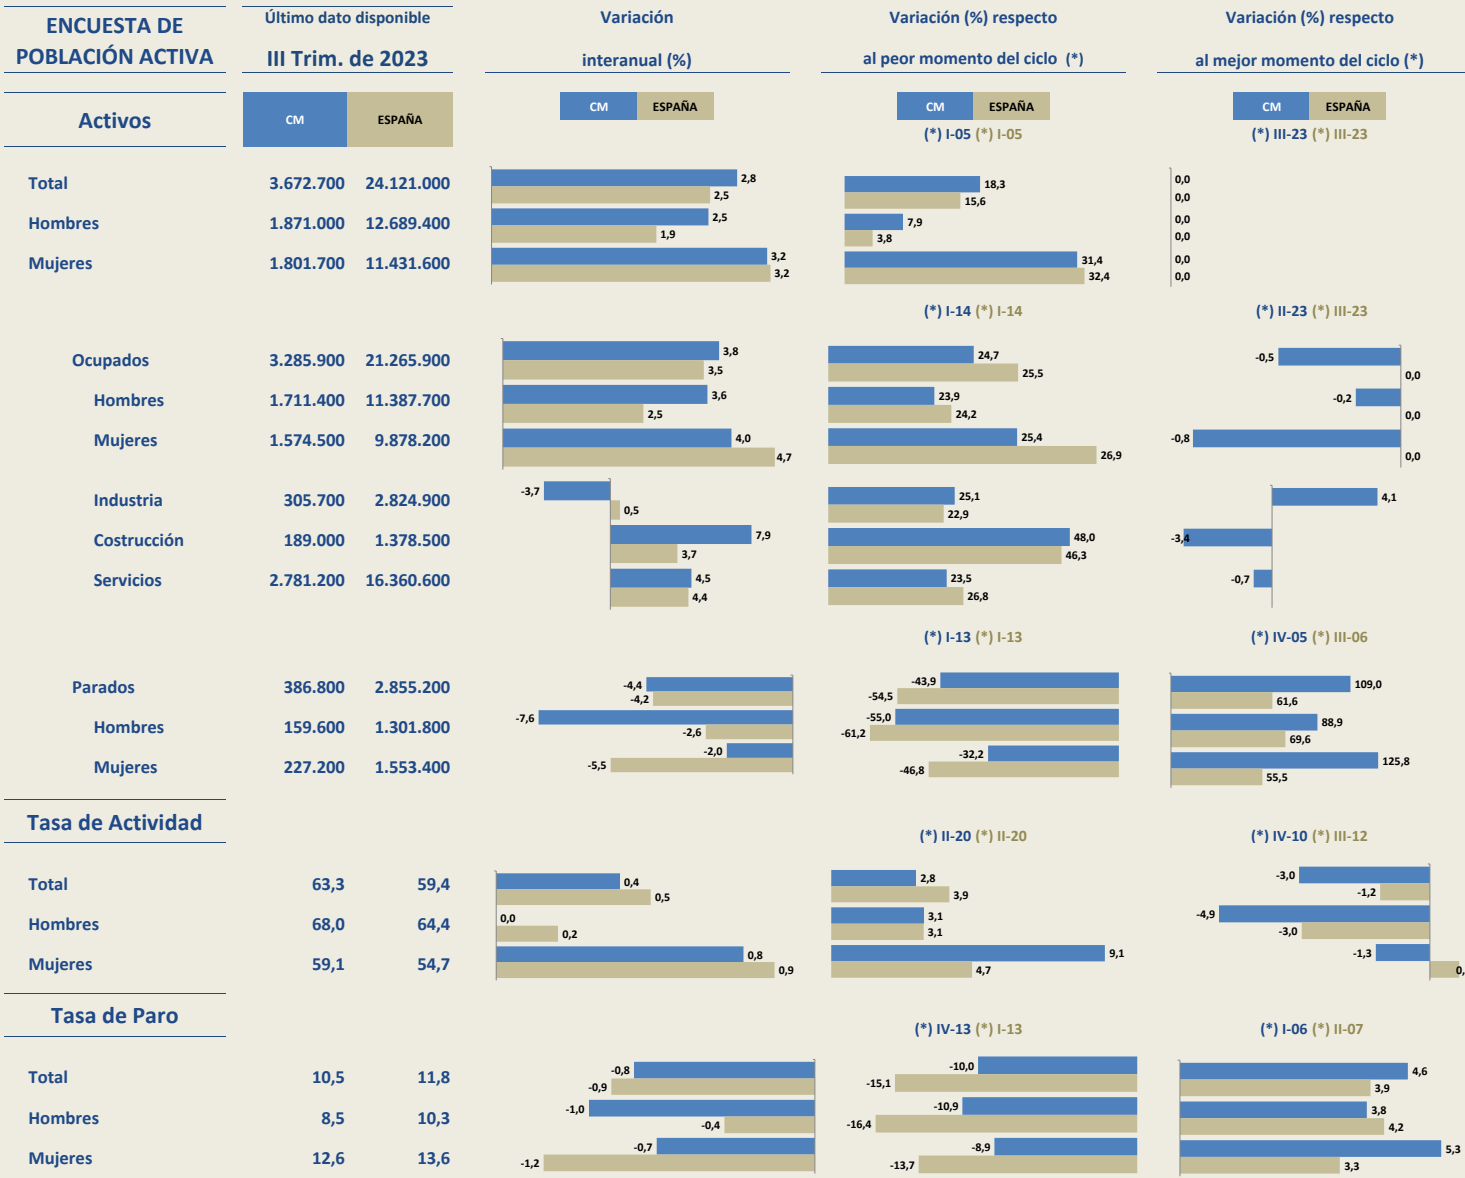 ENCUESTA DE
POBLACIÓN ACTIVA
Último dato disponible
III Trim. de 2023
Variación
interanual (%)
Variación (%) respecto
al peor momento del ciclo (*)
Variación (%) respecto
al mejor momento del ciclo (*)
Activos
CM ESPAÑA
CM ESPAÑA
CM ESPAÑA
CM ESPAÑA
(*) I-05 (*) I-05
(*) III-23 (*) III-23
Total 3.672.700 24.121.000
2,8
2,5
18,3
15,6
0,0
0,0
Hombres 1.871.000 12.689.400
2,5
1,9
7,9
3,8
0,0
0,0
Mujeres 1.801.700 11.431.600
3,2
3,2
31,4
32,4
0,0
0,0
(*) I-14 (*) I-14
(*) II-23 (*) III-23
Ocupados 3.285.900 21.265.900
3,8
3,5
24,7
25,5
-0,5
0,0
Hombres 1.711.400 11.387.700
3,6
2,5
23,9
24,2
-0,2
0,0
Mujeres 1.574.500 9.878.200
4,0
4,7
25,4
26,9
-0,8
0,0
Industria 305.700 2.824.900
-3,7
0,5
25,1
22,9
4,1
Costrucción 189.000 1.378.500
7,9
3,7
48,0
46,3
-3,4
Servicios 2.781.200 16.360.600
4,5
4,4
23,5
26,8
-0,7
(*) I-13 (*) I-13
(*) IV-05 (*) III-06
Parados 386.800 2.855.200
-4,4
-4,2
-43,9
-54,5
109,0
61,6
Hombres 159.600 1.301.800
-7,6
-2,6
-55,0
-61,2
88,9
69,6
Mujeres 227.200 1.553.400
-2,0
-5,5
-32,2
-46,8
125,8
55,5
Tasa de Actividad
(*) II-20 (*) II-20
(*) IV-10 (*) III-12
Total 63,3 59,4
0,4
0,5
2,8
3,9
-3,0
-1,2
Hombres 68,0 64,4
0,0
0,2
3,1
3,1
-4,9
-3,0
Mujeres 59,1 54,7
0,8
0,9
9,1
4,7
-1,3
0,
Tasa de Paro
(*) IV-13 (*) I-13
(*) I-06 (*) II-07
Total 10,5 11,8
-0,8
-0,9
-10,0
-15,1
4,6
3,9
Hombres 8,5 10,3
-1,0
-0,4
-10,9
-16,4
3,8
4,2
Mujeres 12,6 13,6
-0,7
-1,2
-8,9
-13,7
5,3
3,3